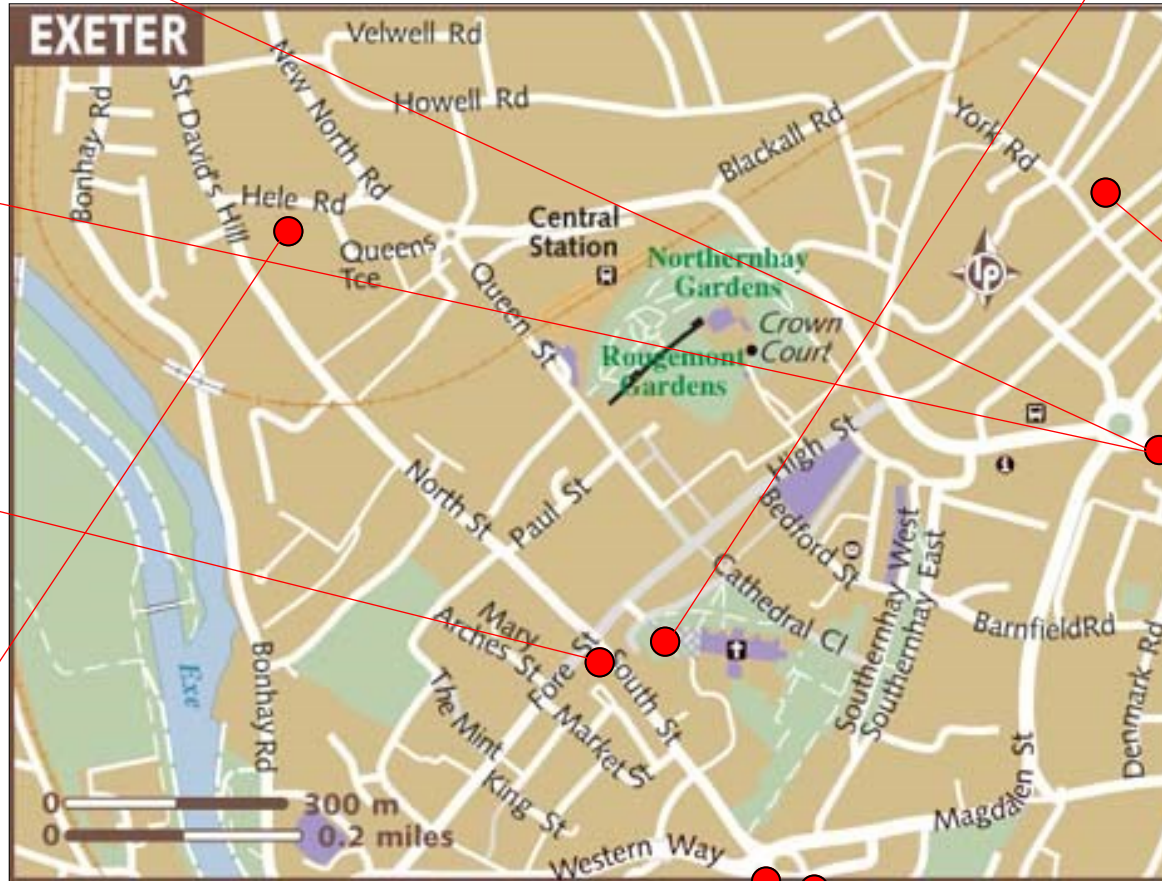 EXETER
Velwell Rd
New North Rd
Howell Rd
St David's Hill
Bonhay Rd
Blackall Rd
York Rd
Hele Rd
Central
Station
Queens
Tce
Northernhay
Gardens
Queen St
LP
Crown
Court
Rougemont
Gardens
High St
North St
Paul St
Bedford St
Cathedral Cl
Southernhay West
Southernhay East
BarnfieldRd
Denmark Rd
Mary
Arches St
Fore St
South St
Exe
Bonhay Rd
The Mint
Market St
King St
Magdalen St
Western Way
0 300 m
0 0.2 miles